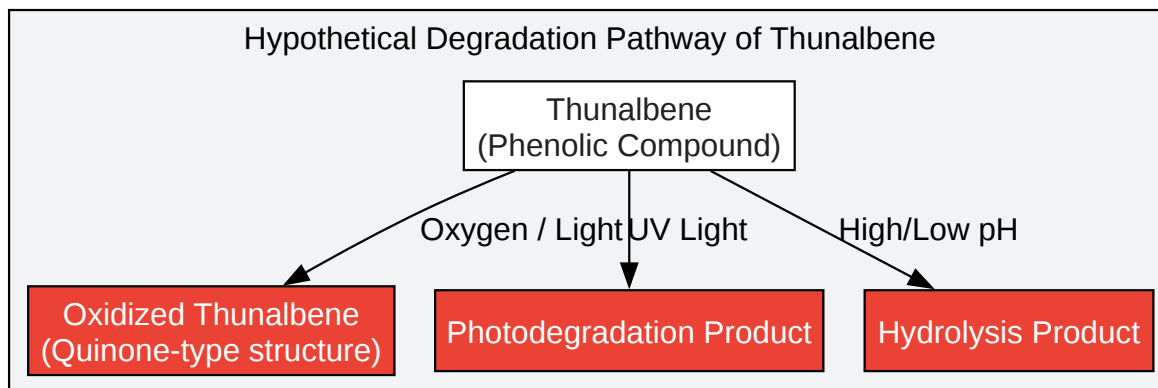 Hypothetical Degradation Pathway of Thunalbene
Thunalbene
(Phenolic Compound)
Oxygen / Light
UV Light
High/Low pH
Oxidized Thunalbene
(Quinone-type structure)
Photodegradation Product
Hydrolysis Product